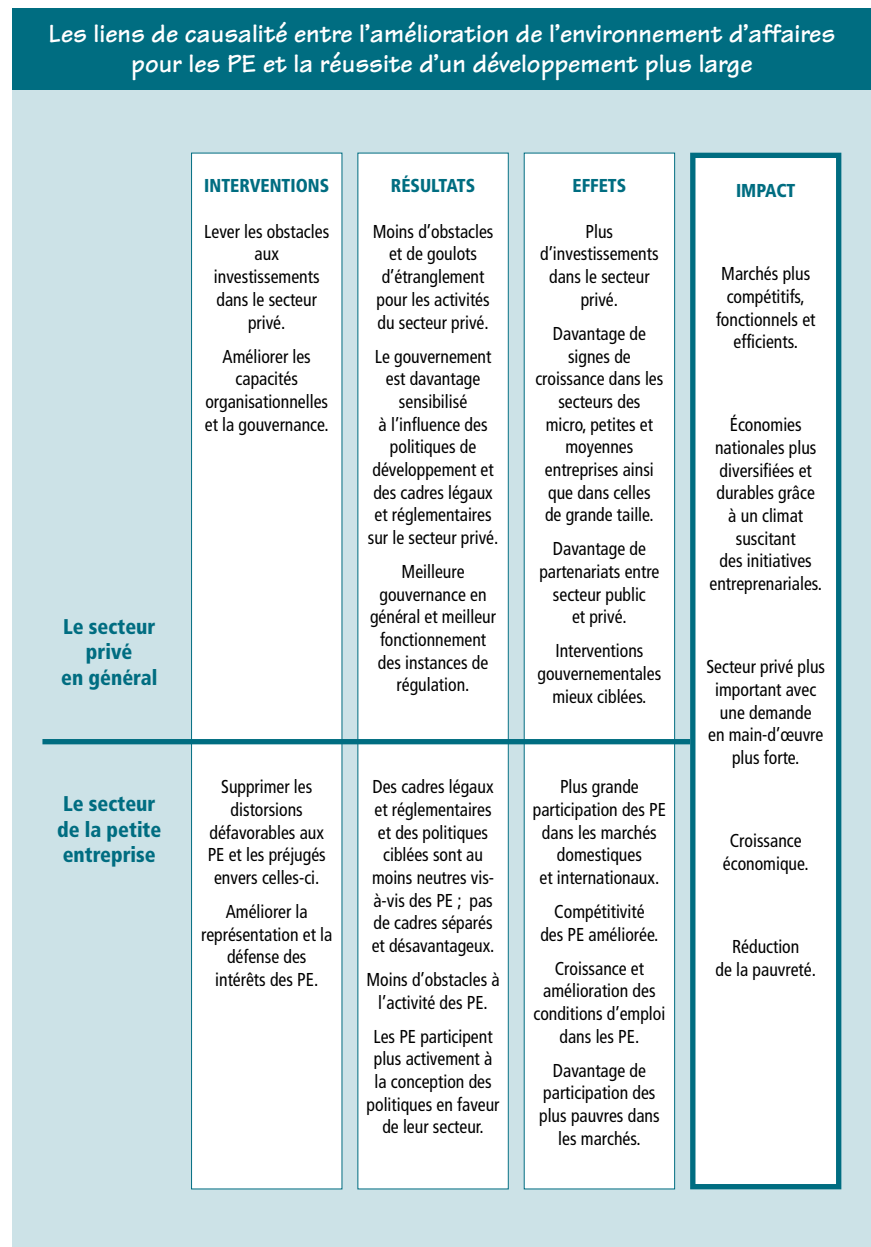 Les liens de causalité entre l'amélioration de l'environnement d'affaires
pour les PE et la réussite d'un développement plus large
Le secteur
privé
en général
Le secteur
de la petite
entreprise
INTERVENTIONS
Lever les obstacles
aux
investissements
dans le secteur
privé.
Améliorer les
capacités
organisationnelles
et la gouvernance.
Supprimer les
distorsions
défavorables aux
PE et les préjugés
envers celles-ci.
Améliorer la
représentation et la
défense des
intérêts des PE.
RÉSULTATS
Moins d'obstacles
et de goulots
d'étranglement
pour les activités
du secteur privé.
Le gouvernement
est davantage
sensibilisé
à l'influence des
politiques de
développement et
des cadres légaux
et réglementaires
sur le secteur privé.
Meilleure
gouvernance en
général et meilleur
fonctionnement
des instances de
régulation.
Des cadres légaux
et réglementaires
et des politiques
ciblées sont au
moins neutres vis-
à-vis des PE ; pas
de cadres séparés
et désavantageux.
Moins d'obstacles à
l'activité des PE.
Les PE participent
plus activement à
la conception des
politiques en faveur
de leur secteur.
EFFETS
Plus
d'investissements
dans le secteur
privé.
Davantage de
signes de
croissance dans les
secteurs des
micro, petites et
moyennes
entreprises ainsi
que dans celles
de grande taille.
Davantage de
partenariats entre
secteur public
et privé.
Interventions
gouvernementales
mieux ciblées.
Plus grande
participation des PE
dans les marchés
domestiques
et internationaux.
Compétitivité
des PE améliorée.
Croissance et
amélioration des
conditions d'emploi
dans les PE.
Davantage de
participation des
plus pauvres dans
les marchés.
IMPACT
Marchés plus
compétitifs,
fonctionnels et
efficients.
Économies
nationales plus
diversifiées et
durables grâce
à un climat
suscitant
des initiatives
entreprenariales.
Secteur privé plus
important avec
une demande
en main-d'œuvre
plus forte.
Croissance
économique.
Réduction
de la pauvreté.